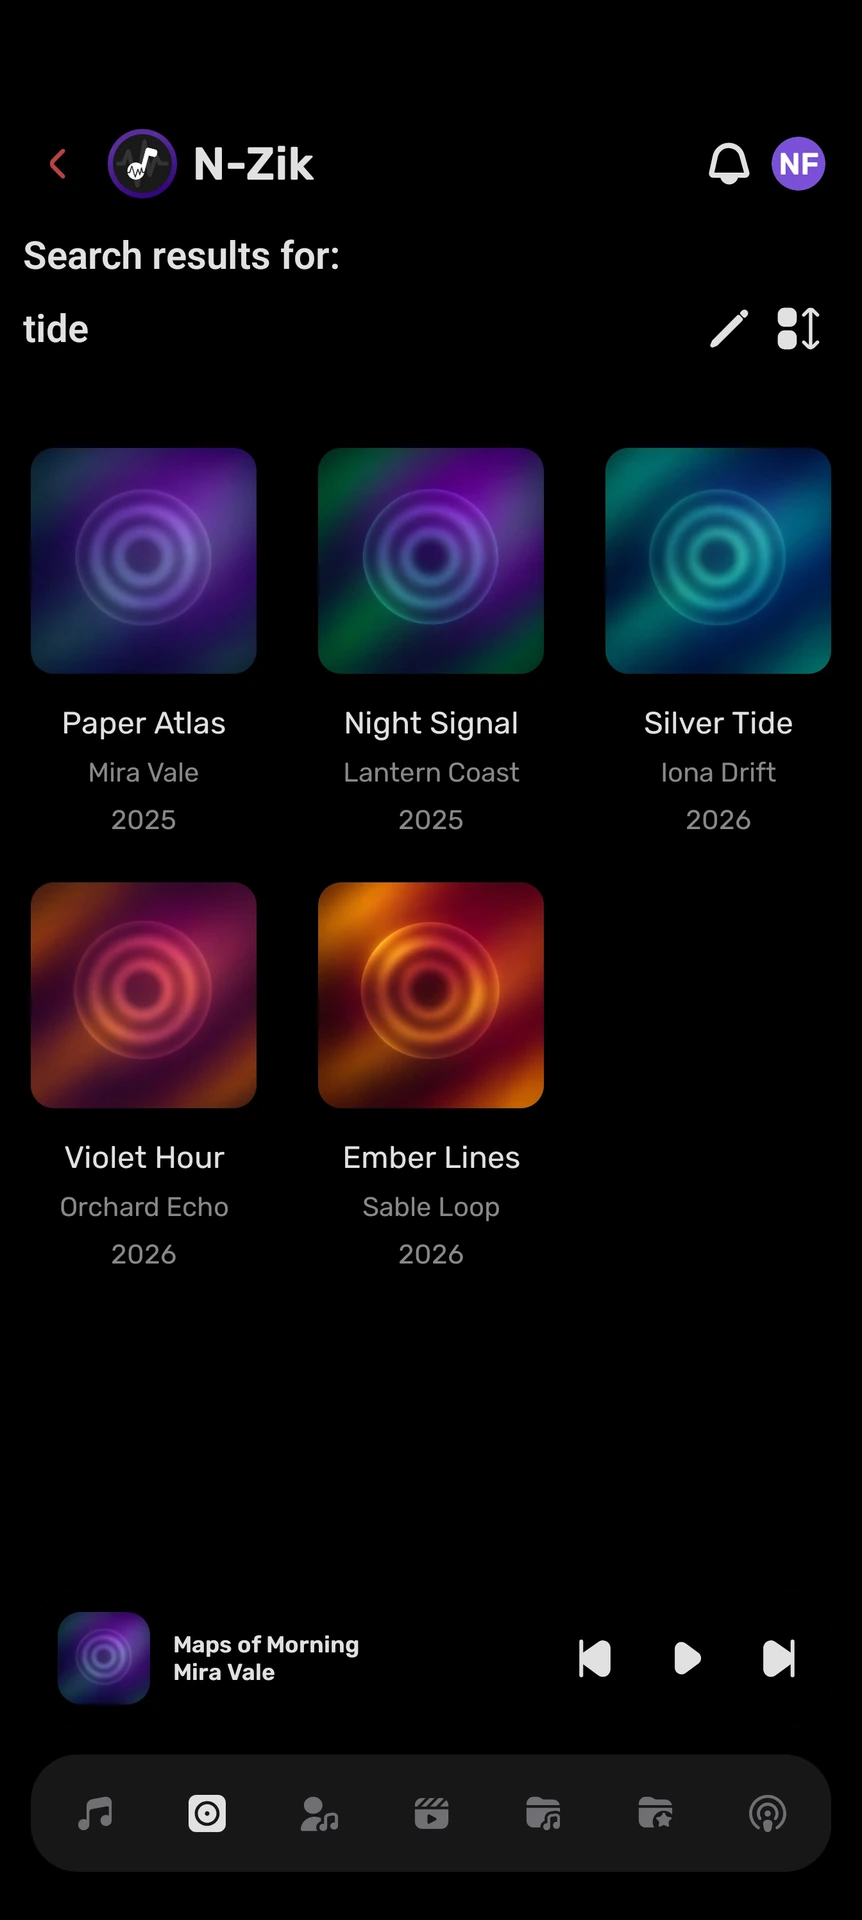 N-Zik
NF
Search results for:
tide
Paper Atlas
Mira Vale
2025
Night Signal
Lantern Coast
2025
Silver Tide
Iona Drift
2026
Violet Hour
Orchard Echo
2026
Ember Lines
Sable Loop
2026
Maps of Morning
Mira Vale